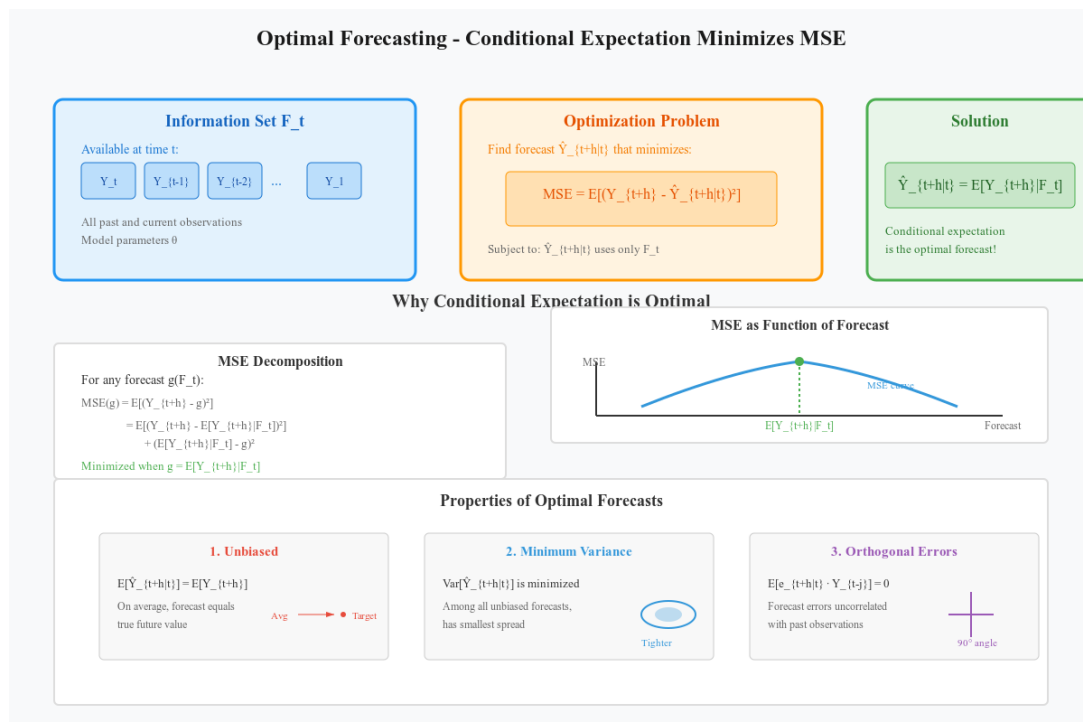 Optimal Forecasting - Conditional Expectation Minimizes MSE
Information Set F_t
Available at time t:
Y_t
Y_{t-1}
Y_{t-2}
...
Y_1
All past and current observations
Model parameters θ
Optimization Problem
Find forecast Ŷ_{t+h|t} that minimizes:
MSE = E[(Y_{t+h} - Ŷ_{t+h|t})²]
Subject to: Ŷ_{t+h|t} uses only F_t
Solution
Ŷ_{t+h|t} = E[Y_{t+h}|F_t]
Conditional expectation
is the optimal forecast!
Why Conditional Expectation is Optimal
MSE Decomposition
For any forecast g(F_t):
MSE(g) = E[(Y_{t+h} - g)²]
= E[(Y_{t+h} - E[Y_{t+h}|F_t])²]
+ (E[Y_{t+h}|F_t] - g)²
Minimized when g = E[Y_{t+h}|F_t]
MSE as Function of Forecast
MSE
MSE curve
E[Y_{t+h}|F_t]
Forecast
Properties of Optimal Forecasts
1. Unbiased
E[Ŷ_{t+h|t}] = E[Y_{t+h}]
On average, forecast equals
true future value
Avg
Target
2. Minimum Variance
Var[Ŷ_{t+h|t}] is minimized
Among all unbiased forecasts,
has smallest spread
Tighter
3. Orthogonal Errors
E[e_{t+h|t} · Y_{t-j}] = 0
Forecast errors uncorrelated
with past observations
90° angle